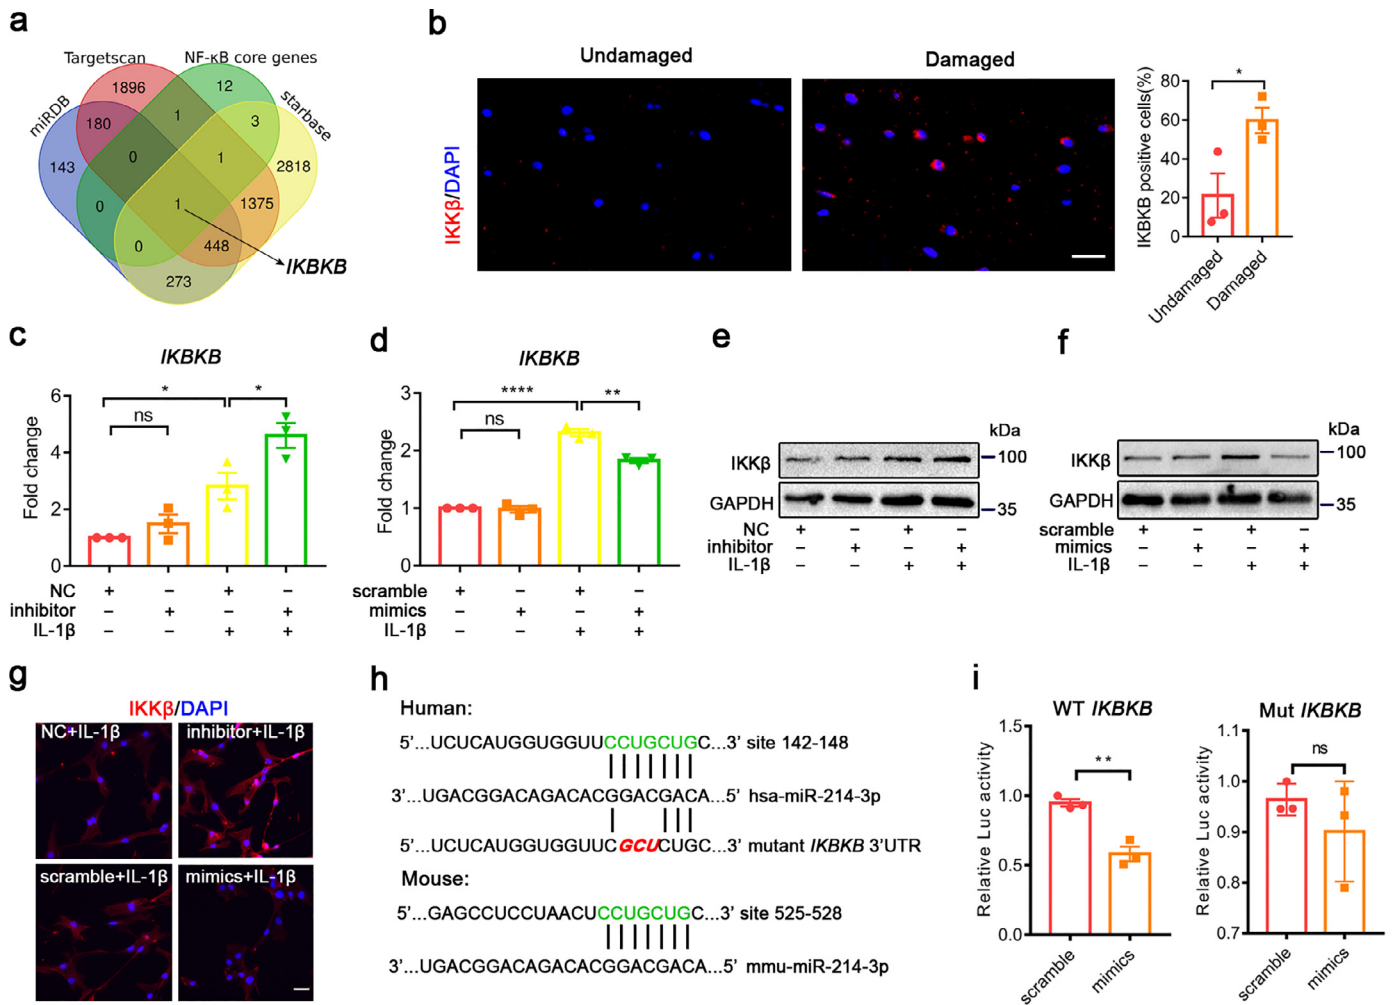 a
Targetscan
NF-κB core genes
miRDB
starbase
1896
12
180
1
3
143
0
1
2818
0
1
1375
0
448
273
IKBKB
b
Undamaged
Damaged
IKKβ/DAPI
IKBKB positive cells(%)
80
60
40
20
0
*
Undamaged
Damaged
c
IKBKB
Fold change
6
4
2
0
*
*
ns
NC + – + –
inhibitor – + – +
IL-1β – – + +
d
IKBKB
Fold change
3
2
1
0
****
**
ns
scramble + – + –
mimics – + – +
IL-1β – – + +
e
kDa
IKKβ
100
GAPDH
35
NC + – + –
inhibitor – + – +
IL-1β – – + +
f
kDa
IKKβ
100
GAPDH
35
scramble + – + –
mimics – + – +
IL-1β – – + +
g
IKKβ/DAPI
NC+IL-1β
inhibitor+IL-1β
scramble+IL-1β
mimics+IL-1β
h
Human:
5’...UCUCAUGGUGGUUCCUGCUGC...3’ site 142-148
3’...UGACGGACAGACACGGACGACA...5’ hsa-miR-214-3p
5’...UCUCAUGGUGGUUCGCUCUGC...3’ mutant IKBKB 3’UTR
Mouse:
5’...GAGCCUCCUAACUCCUGCUGC...3’ site 525-528
3’...UGACGGACAGACACGGACGACA...5’ mmu-miR-214-3p
i
WT IKBKB
Relative Luc activity
1.5
1.0
0.5
0.0
**
scramble
mimics
Mut IKBKB
Relative Luc activity
1.1
1.0
0.9
0.8
0.7
ns
scramble
mimics